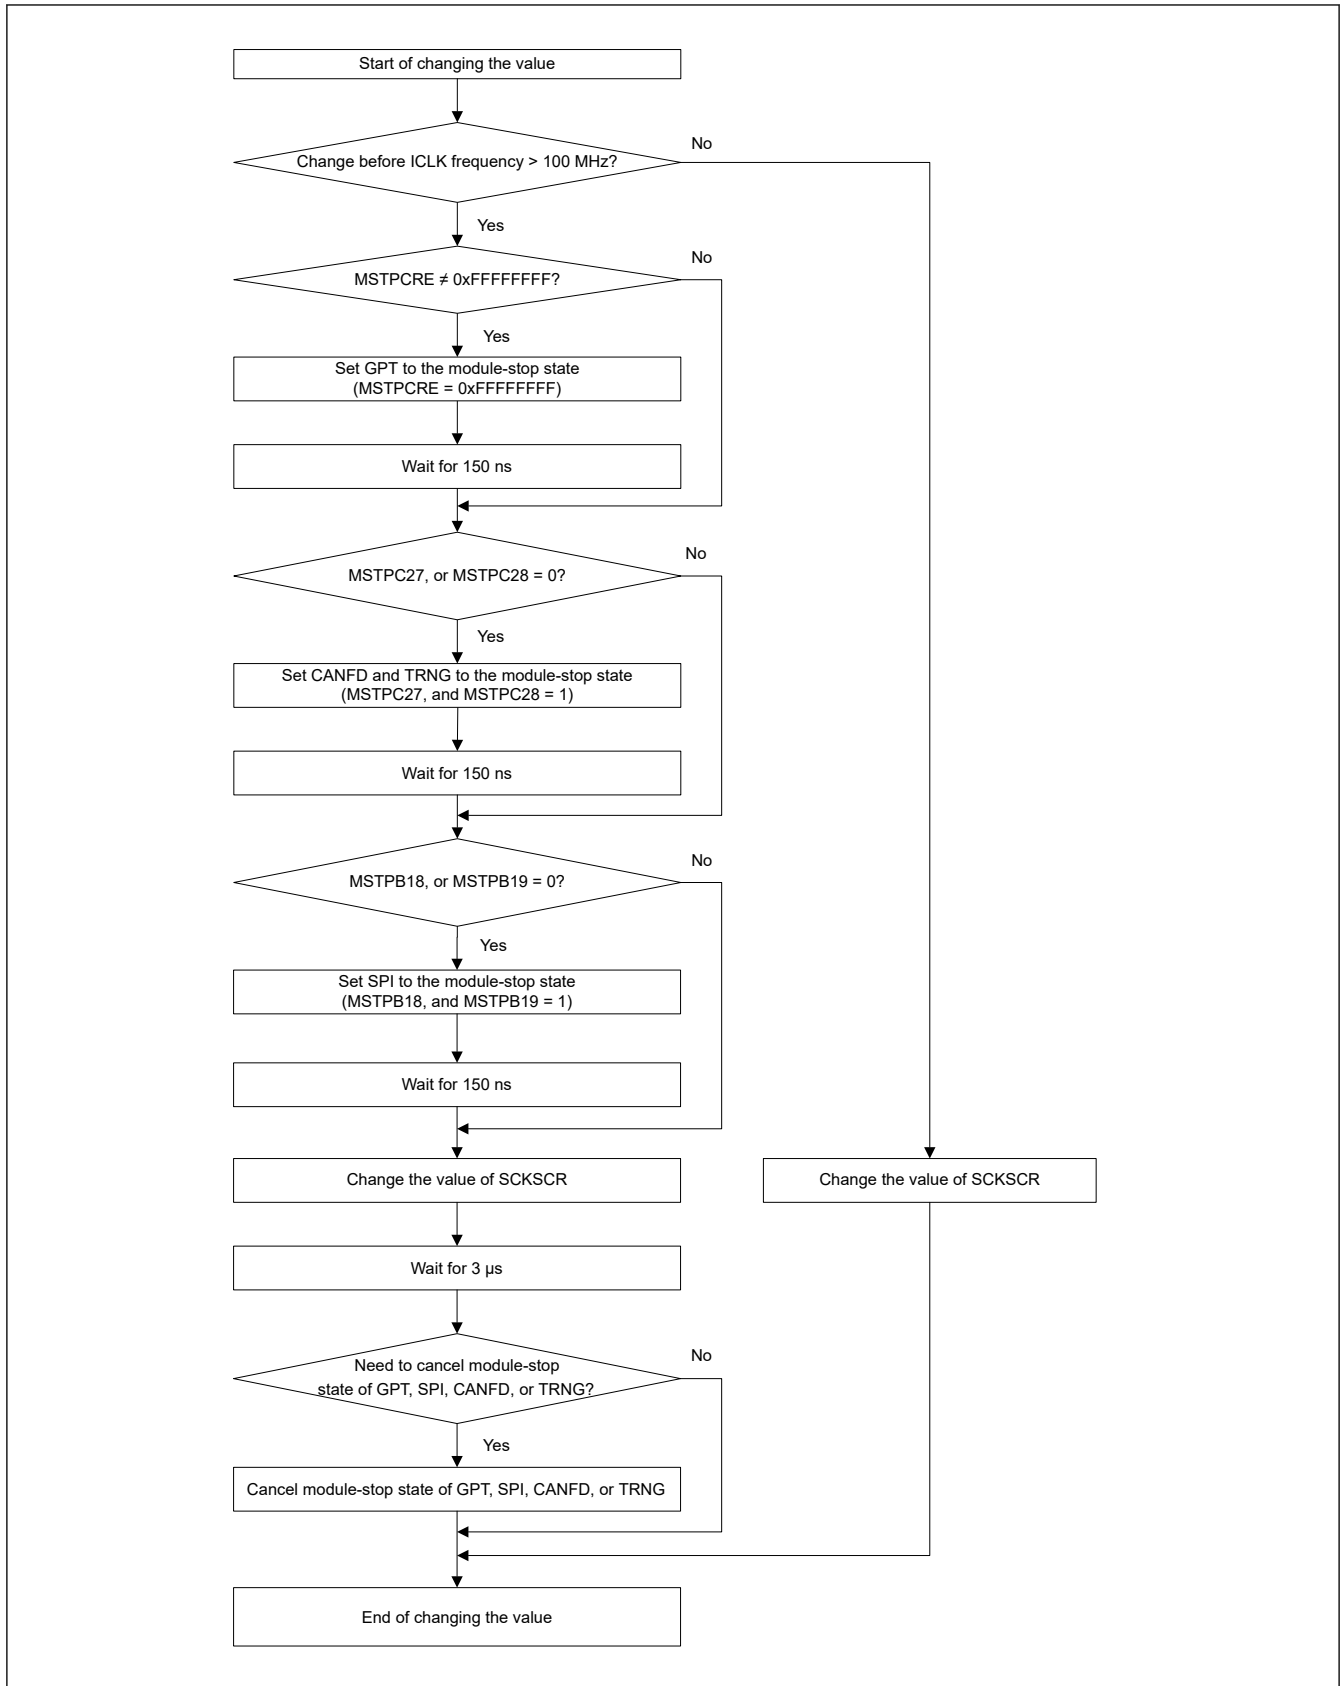 Start of changing the value
Change before ICLK frequency > 100 MHz?
No
Yes
MSTPCRE ≠ 0xFFFFFFFF?
No
Yes
Set GPT to the module-stop state
(MSTPCRE = 0xFFFFFFFF)
Wait for 150 ns
MSTPC27, or MSTPC28 = 0?
No
Yes
Set CANFD and TRNG to the module-stop state
(MSTPC27, and MSTPC28 = 1)
Wait for 150 ns
MSTPB18, or MSTPB19 = 0?
No
Yes
Set SPI to the module-stop state
(MSTPB18, and MSTPB19 = 1)
Wait for 150 ns
Change the value of SCKSCR
Change the value of SCKSCR
Wait for 3 µs
Need to cancel module-stop
state of GPT, SPI, CANFD, or TRNG?
No
Yes
Cancel module-stop state of GPT, SPI, CANFD, or TRNG
End of changing the value